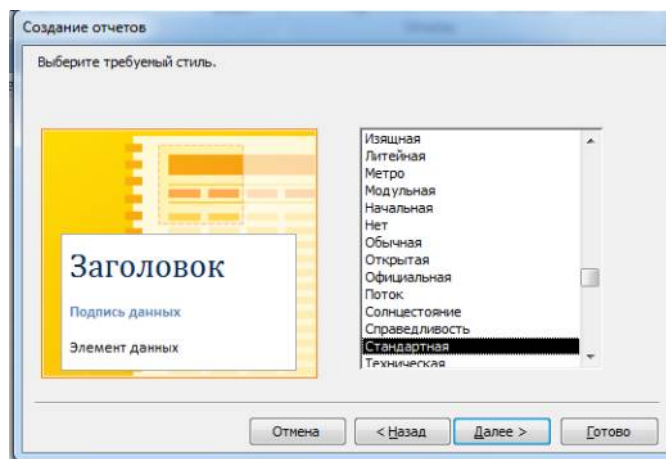 Создание отчетов
Выберите требуемый стиль.
Заголовок
Подпись данных
Элемент данных
Изящная
Литейная
Метро
Модульная
Начальная
Нет
Обычная
Открытая
Официальная
Поток
Солнцестояние
Справедливость
Стандартная
Техническая
Отмена
< Назад
Далее >
Готово